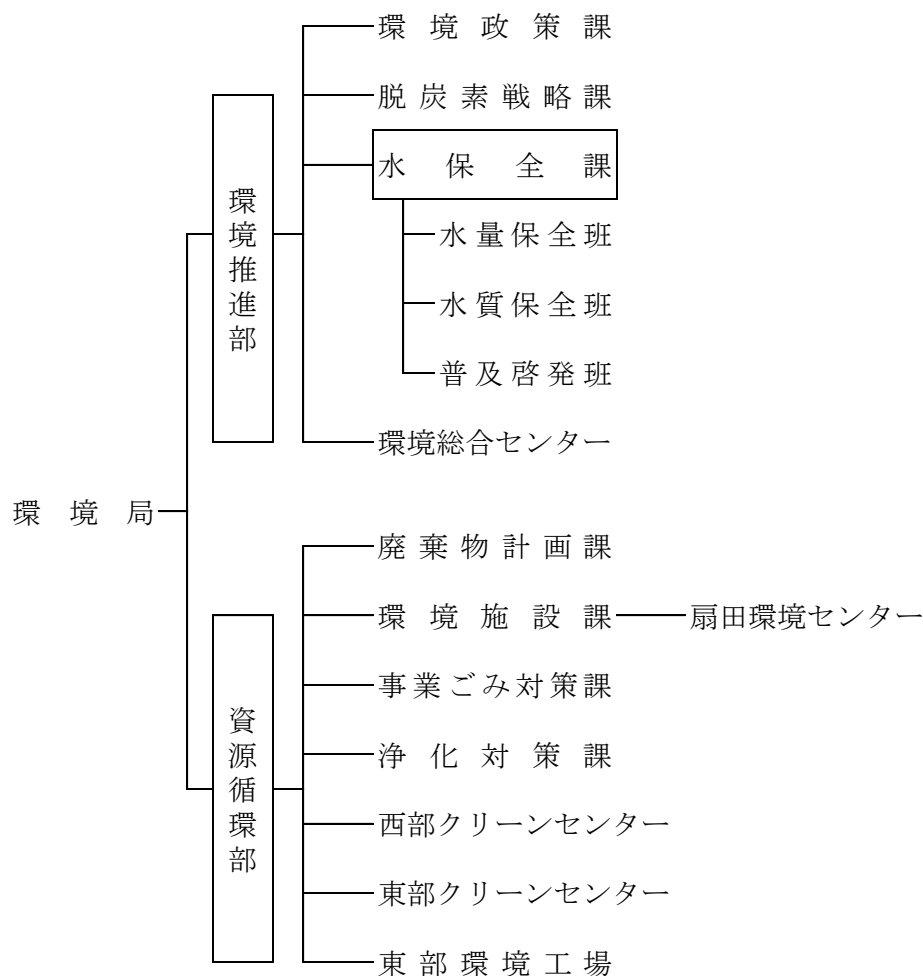 環境局
環境推進部
環境政策課
脱炭素戦略課
水保全課
水量保全班
水質保全班
普及啓発班
環境総合センター
資源循環部
廃棄物計画課
環境施設課
扇田環境センター
事業ごみ対策課
浄化対策課
西部クリーンセンター
東部クリーンセンター
東部環境工場